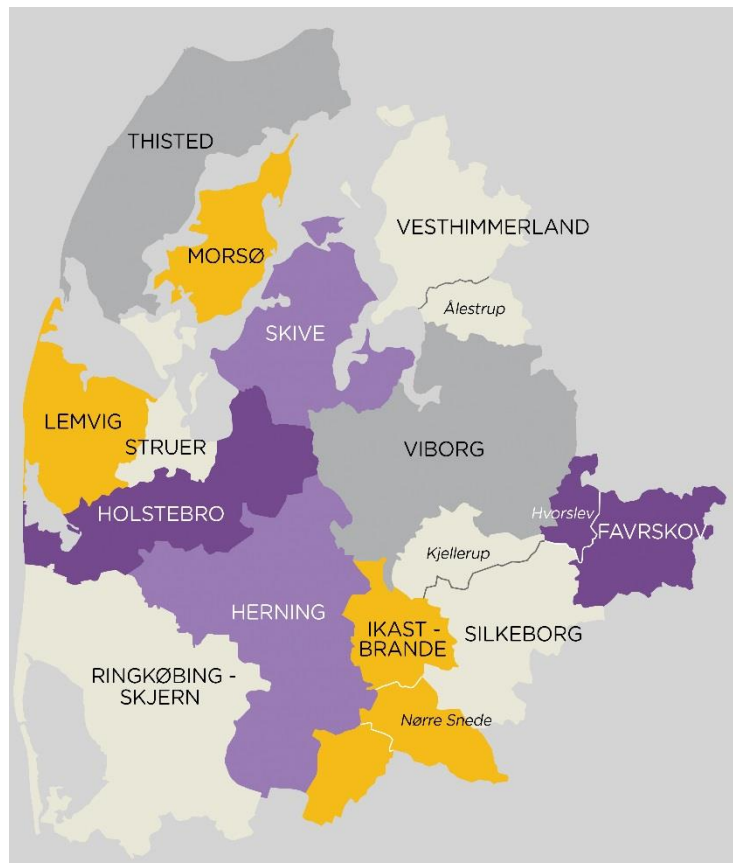 THISTED
VESTHIMMERLAND
MORSØ
Ålestrup
SKIVE
LEMVIG
STRUER
VIBORG
HOLSTEBRO
Hvorslev
FAVRSKOV
Kjellerup
HERNING
IKAST -
BRANDE
SILKEBORG
RINGKØBING -
SKJERN
Nørre Snede